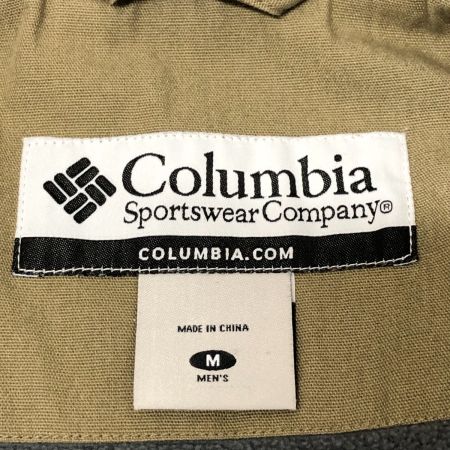 Columbia
Sportswear Company®
COLUMBIA.COM
MADE IN CHINA
M
MEN'S